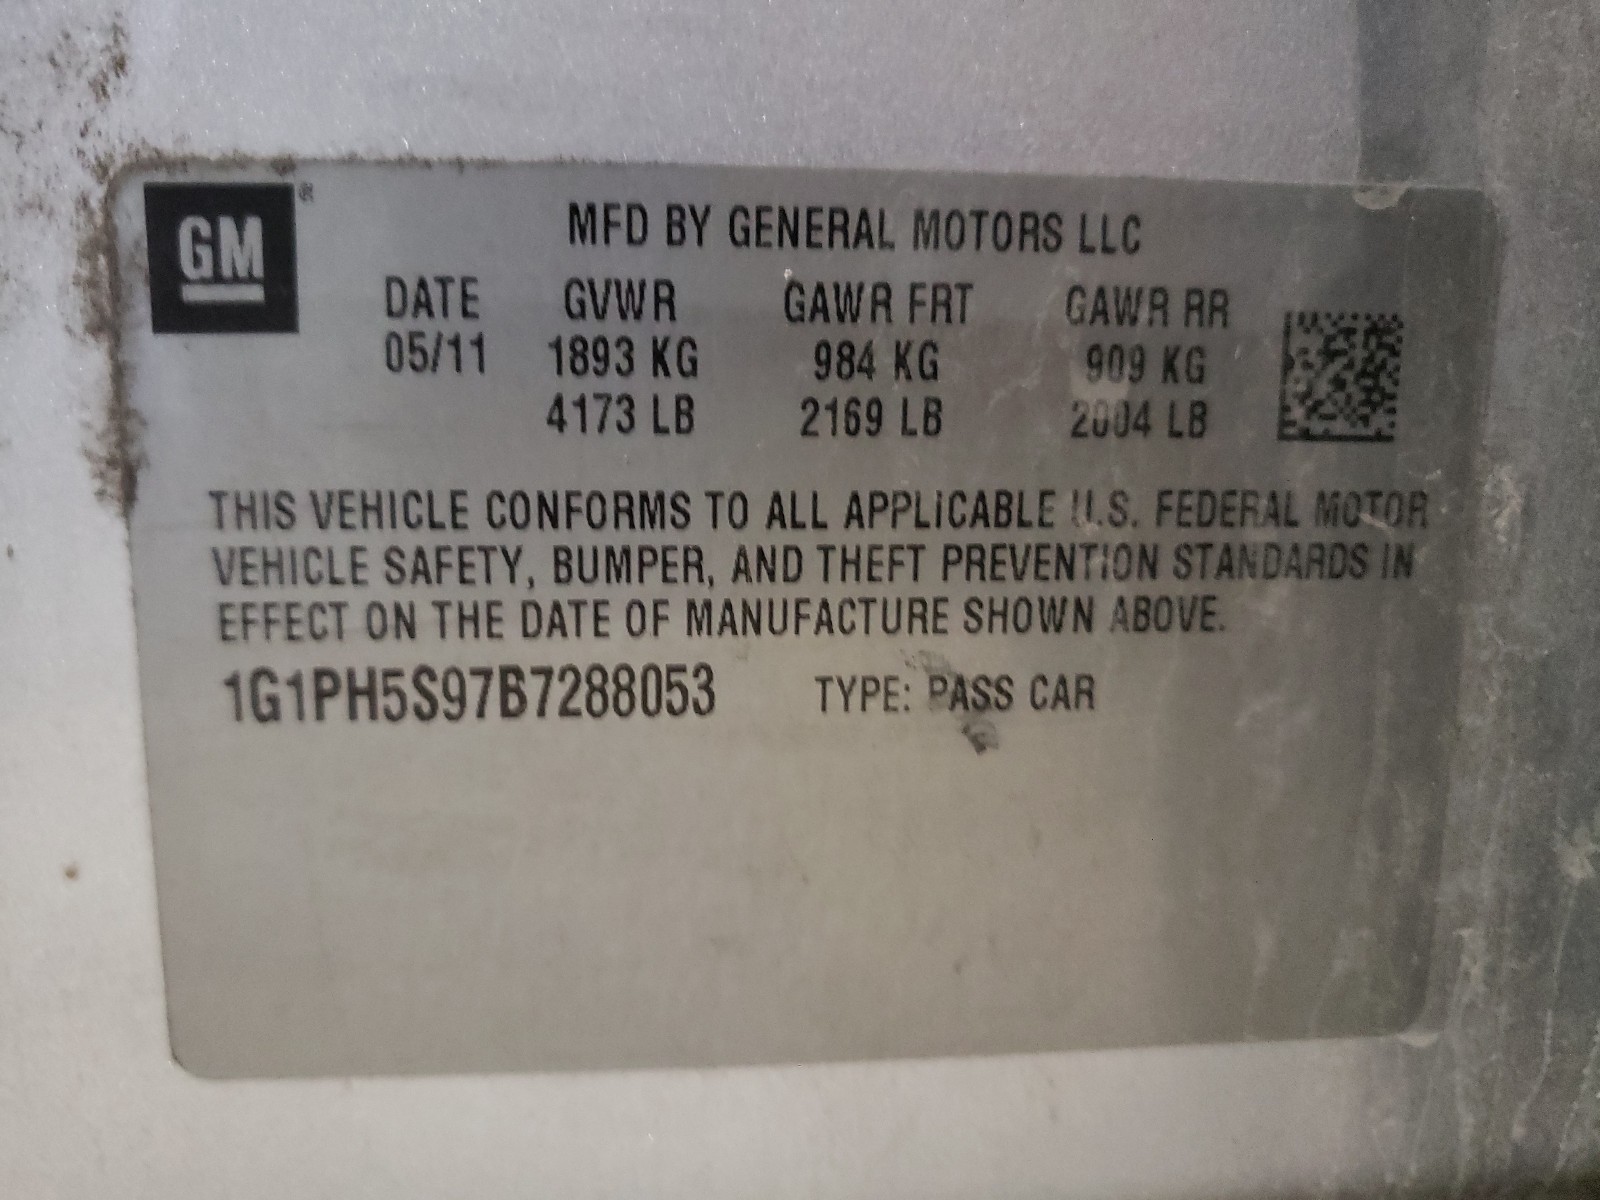 GM ®
MFD BY GENERAL MOTORS LLC
DATE GVWR GAWR FRT GAWR RR
05/11 1893 KG 984 KG 909 KG
4173 LB 2169 LB 2004 LB
THIS VEHICLE CONFORMS TO ALL APPLICABLE U.S. FEDERAL MOTOR
VEHICLE SAFETY, BUMPER, AND THEFT PREVENTION STANDARDS IN
EFFECT ON THE DATE OF MANUFACTURE SHOWN ABOVE.
1G1PH5S97B7288053 TYPE: PASS CAR